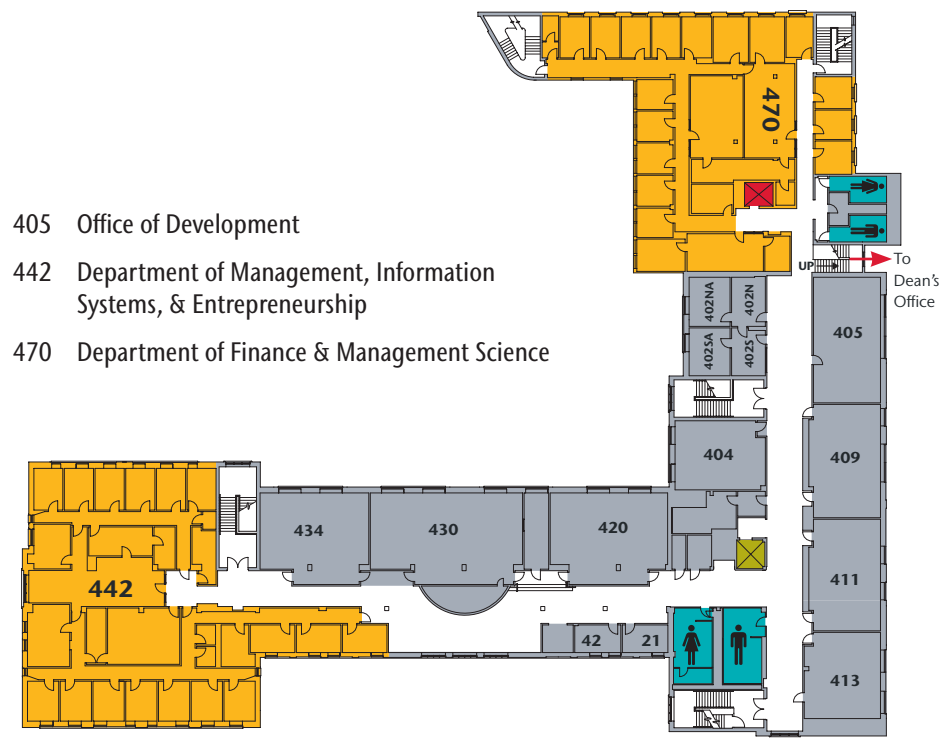 470
405 Office of Development
442 Department of Management, Information
Systems, & Entrepreneurship
470 Department of Finance & Management Science
UP
To
Dean’s
Office
402NA
402N
402SA
402S
405
404
409
434
430
420
411
442
42
21
413